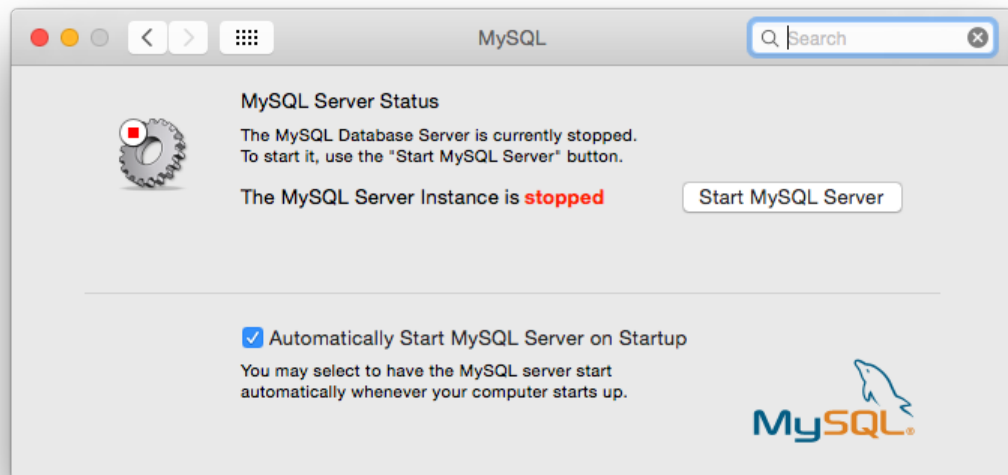 MySQL
Search
MySQL Server Status
The MySQL Database Server is currently stopped.
To start it, use the "Start MySQL Server" button.
The MySQL Server Instance is stopped
Start MySQL Server
Automatically Start MySQL Server on Startup
You may select to have the MySQL server start
automatically whenever your computer starts up.
MySQL®